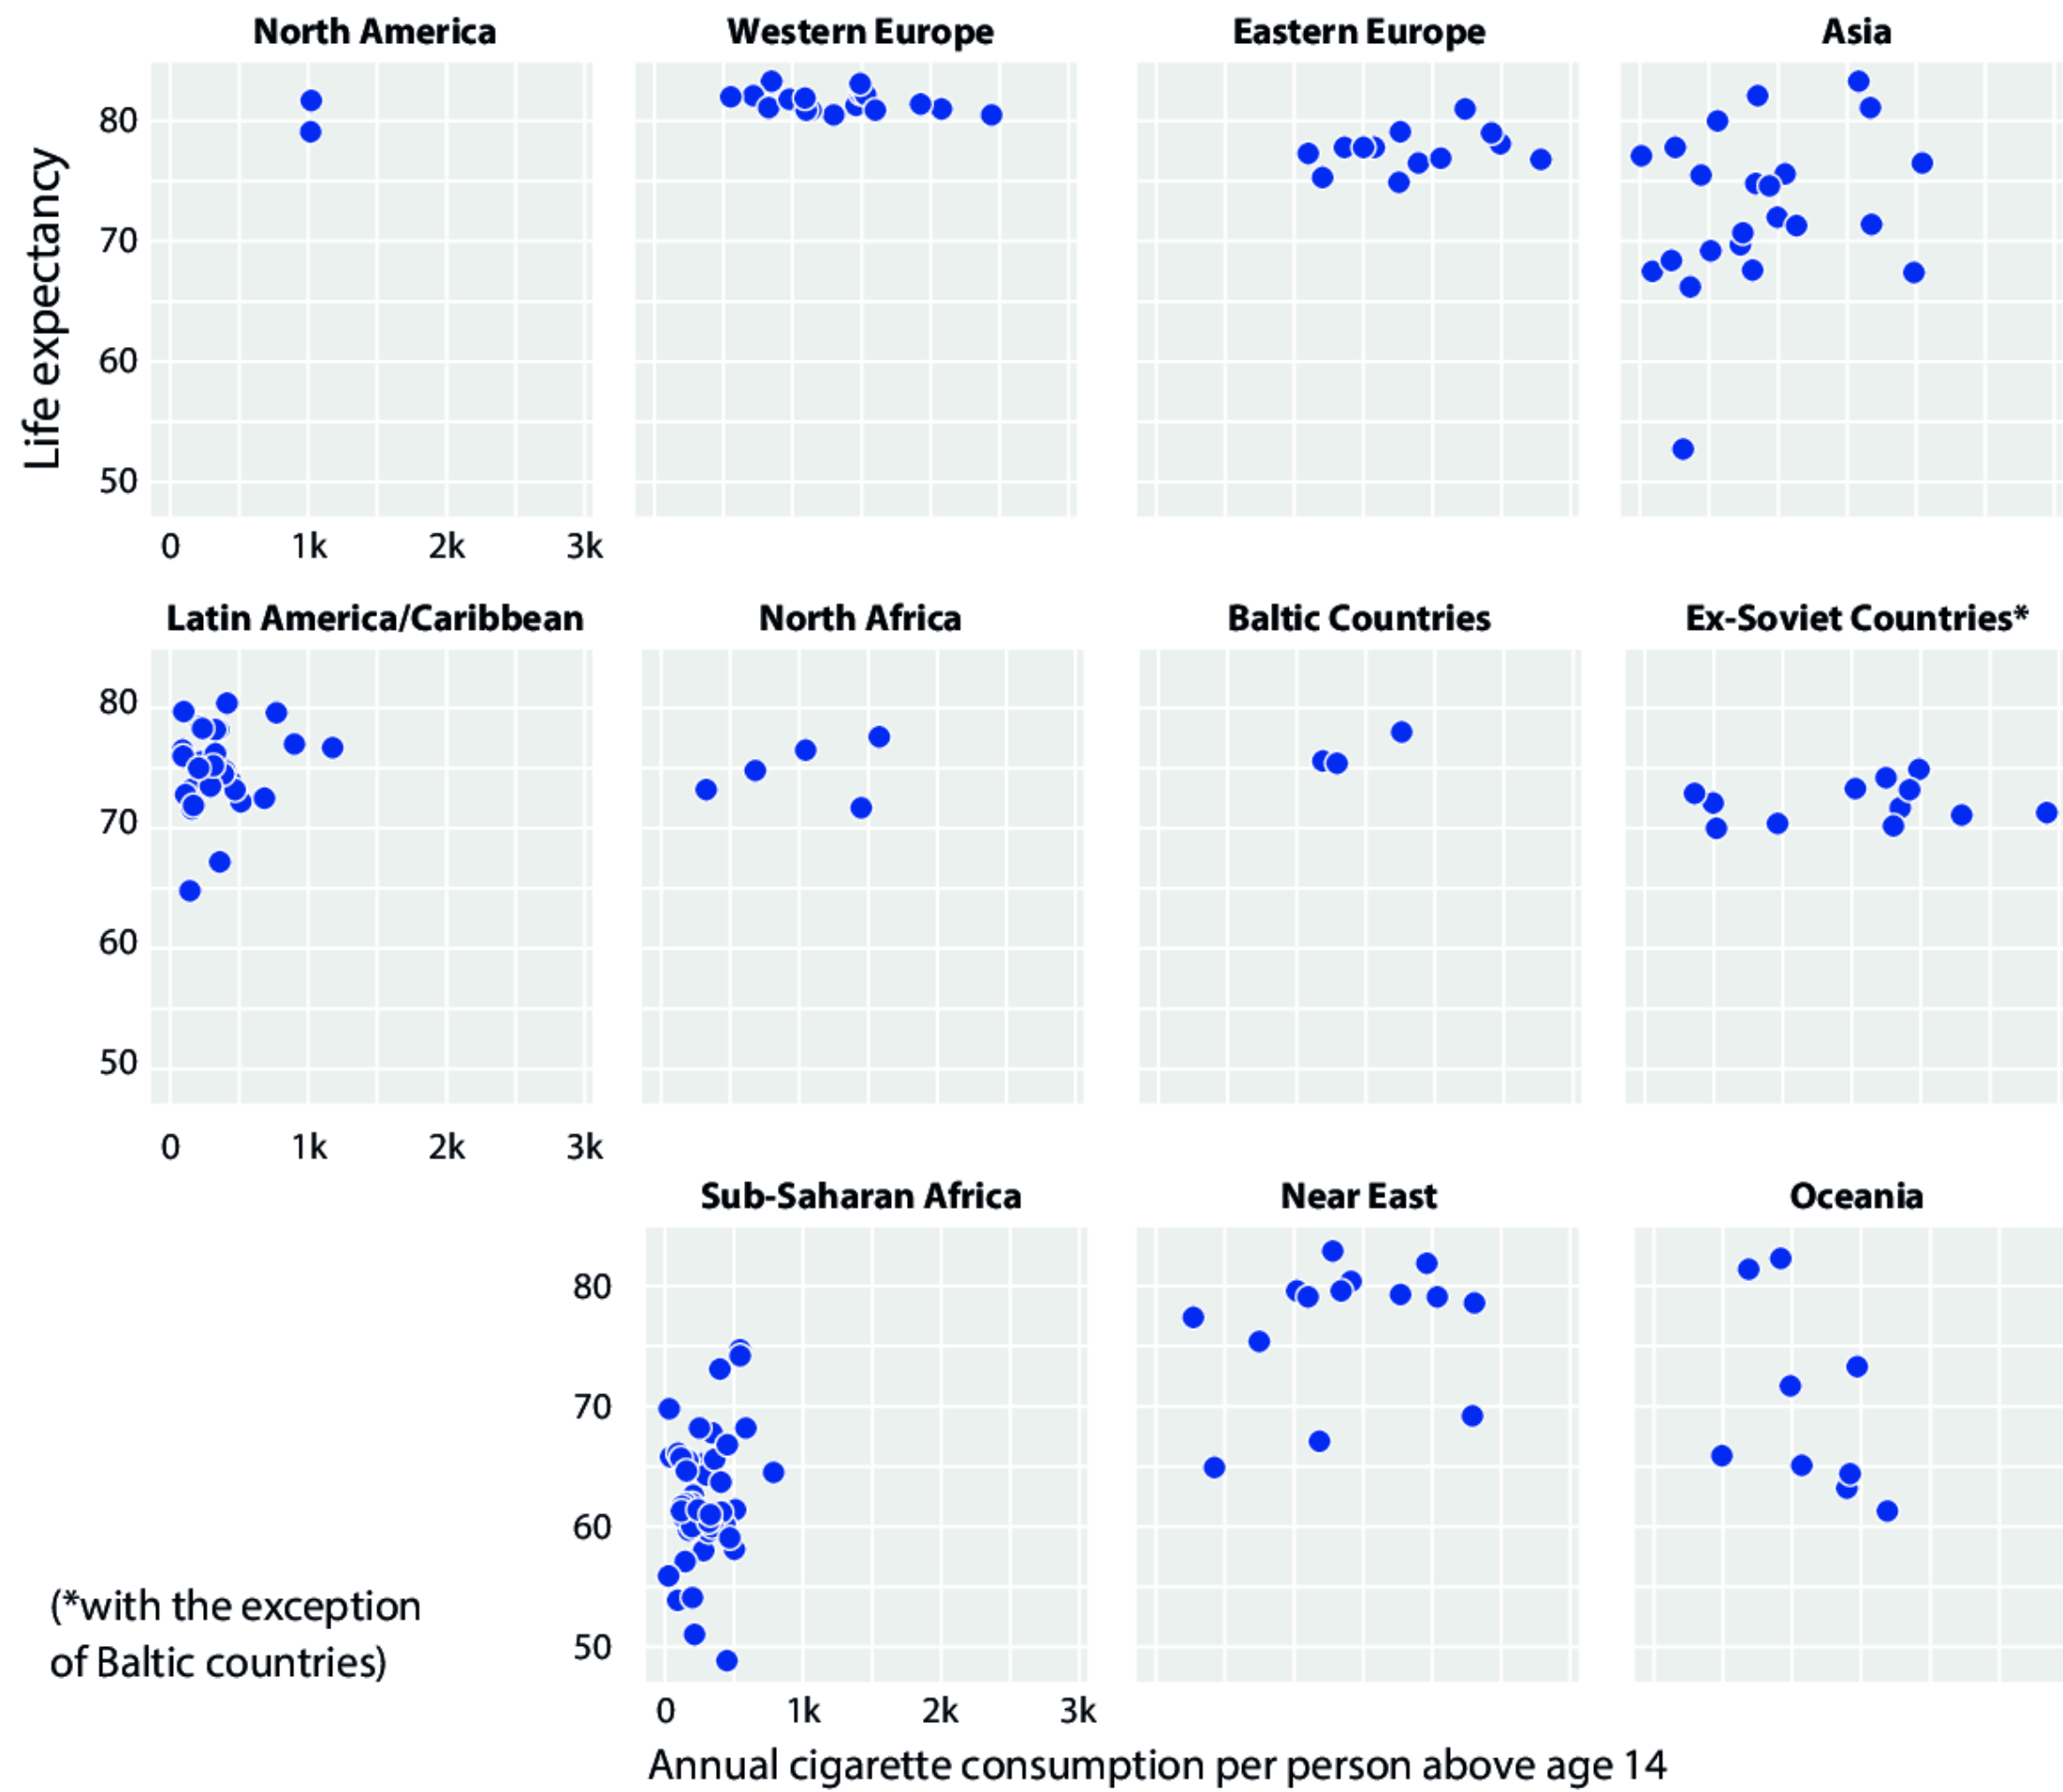 North America
Western Europe
Eastern Europe
Asia
Life expectancy
80
70
60
50
0 1k 2k 3k
Latin America/Caribbean
North Africa
Baltic Countries
Ex-Soviet Countries*
80
70
60
50
0 1k 2k 3k
Sub-Saharan Africa
Near East
Oceania
80
70
60
50
0 1k 2k 3k
(*with the exception
of Baltic countries)
Annual cigarette consumption per person above age 14